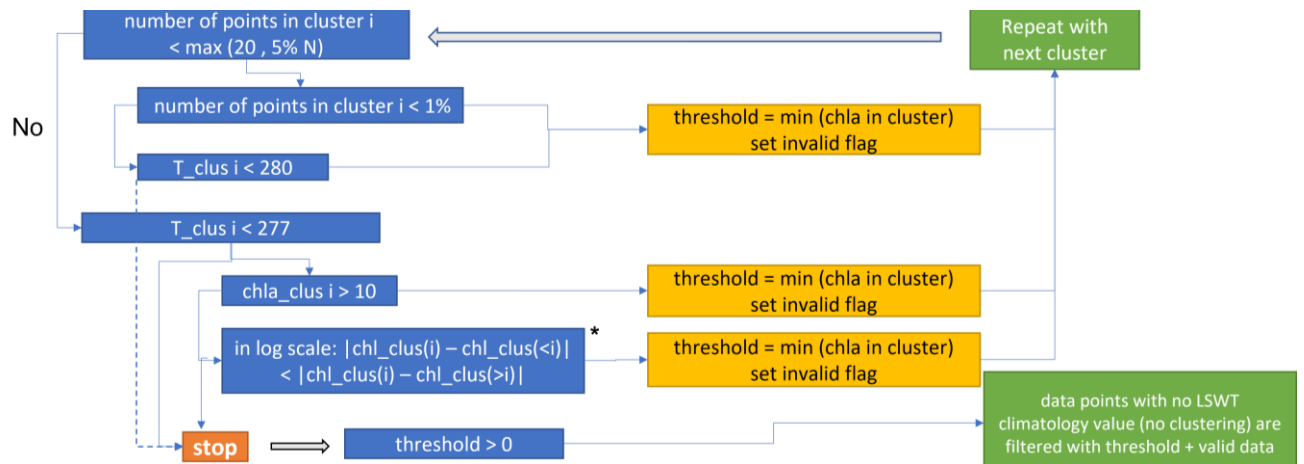 number of points in cluster i
< max (20 , 5% N)
Repeat with
next cluster
number of points in cluster i < 1%
threshold = min (chla in cluster)
set invalid flag
No
T_clus i < 280
T_clus i < 277
chla_clus i > 10
threshold = min (chla in cluster)
set invalid flag
in log scale: |chl_clus(i) – chl_clus(<i)|
< |chl_clus(i) – chl_clus(>i)|
*
threshold = min (chla in cluster)
set invalid flag
stop
threshold > 0
data points with no LSWT
climatology value (no clustering) are
filtered with threshold + valid data